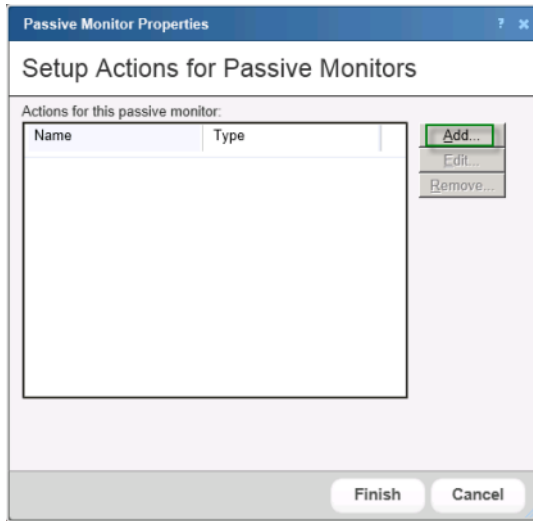 Passive Monitor Properties ? ×
Setup Actions for Passive Monitors
Actions for this passive monitor:
Name Type
Add...
Edit...
Remove...
Finish Cancel